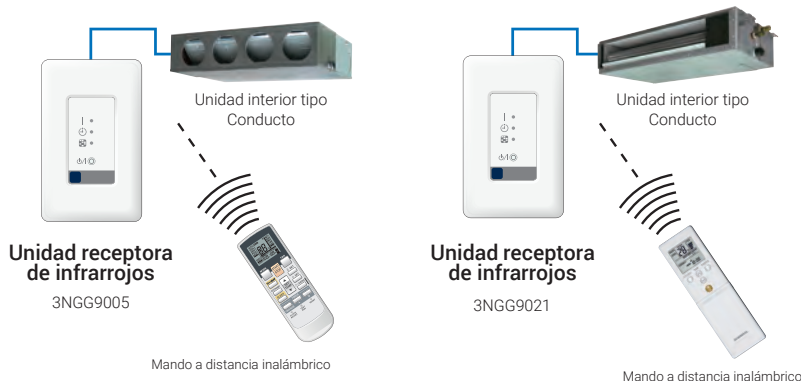 Unidad interior tipo
Conducto
Unidad receptora
de infrarrojos
3NGG9005
Mando a distancia inalámbrico
Unidad interior tipo
Conducto
Unidad receptora
de infrarrojos
3NGG9021
Mando a distancia inalámbrico